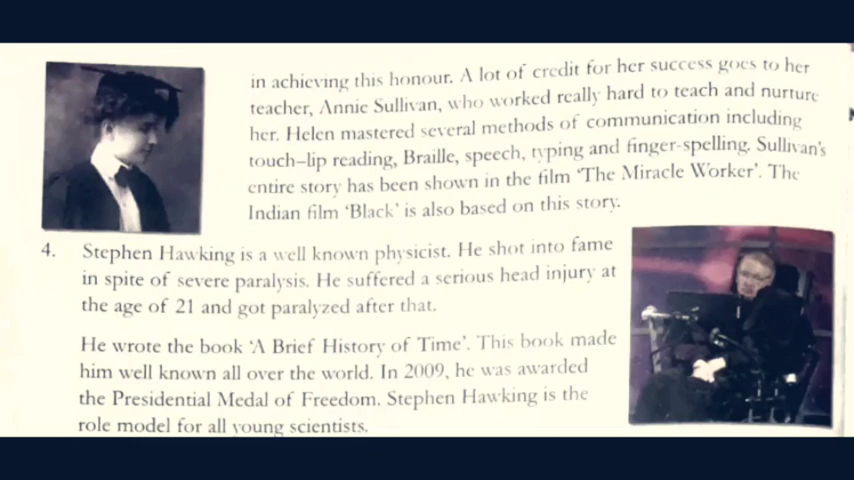 in achieving this honour. A lot of credit for her success goes to her
teacher, Annie Sullivan, who worked really hard to teach and nurture
her. Helen mastered several methods of communication including
touch–lip reading, Braille, speech, typing and finger-spelling. Sullivan's
entire story has been shown in the film 'The Miracle Worker'. The
Indian film 'Black' is also based on this story.
4. Stephen Hawking is a well known physicist. He shot into fame
in spite of severe paralysis. He suffered a serious head injury at
the age of 21 and got paralyzed after that.
He wrote the book 'A Brief History of Time'. This book made
him well known all over the world. In 2009, he was awarded
the Presidential Medal of Freedom. Stephen Hawking is the
role model for all young scientists.